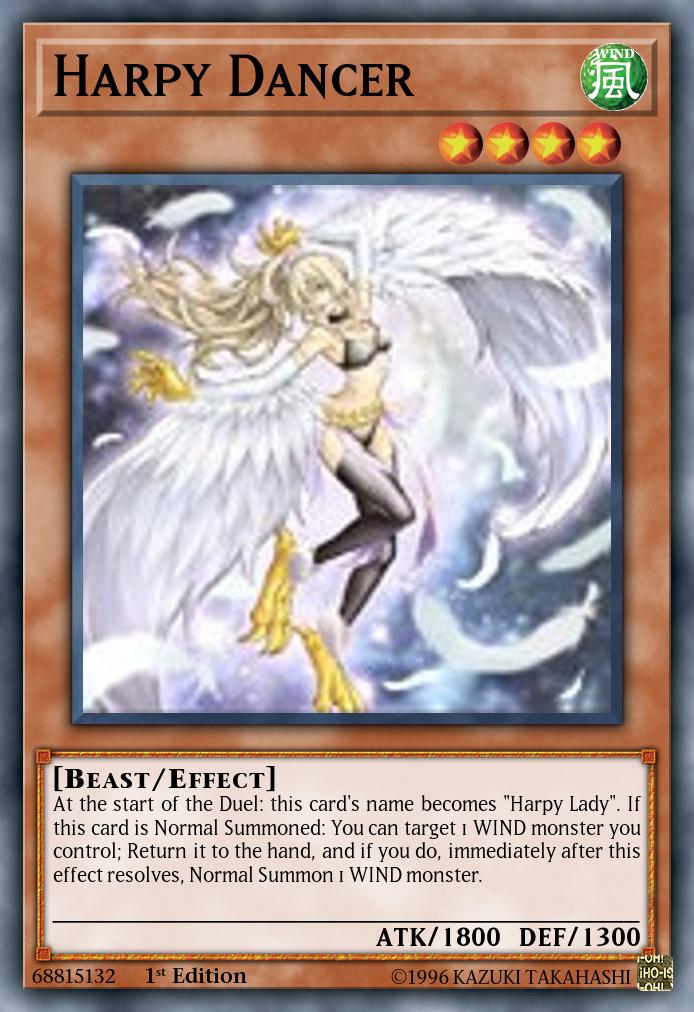 Harpy Dancer
WIND
風
[Beast/Effect]
At the start of the Duel: this card's name becomes "Harpy Lady". If
this card is Normal Summoned: You can target 1 WIND monster you
control; Return it to the hand, and if you do, immediately after this
effect resolves, Normal Summon 1 WIND monster.
ATK/1800 DEF/1300
68815132 1st Edition ©1996 KAZUKI TAKAHASHI